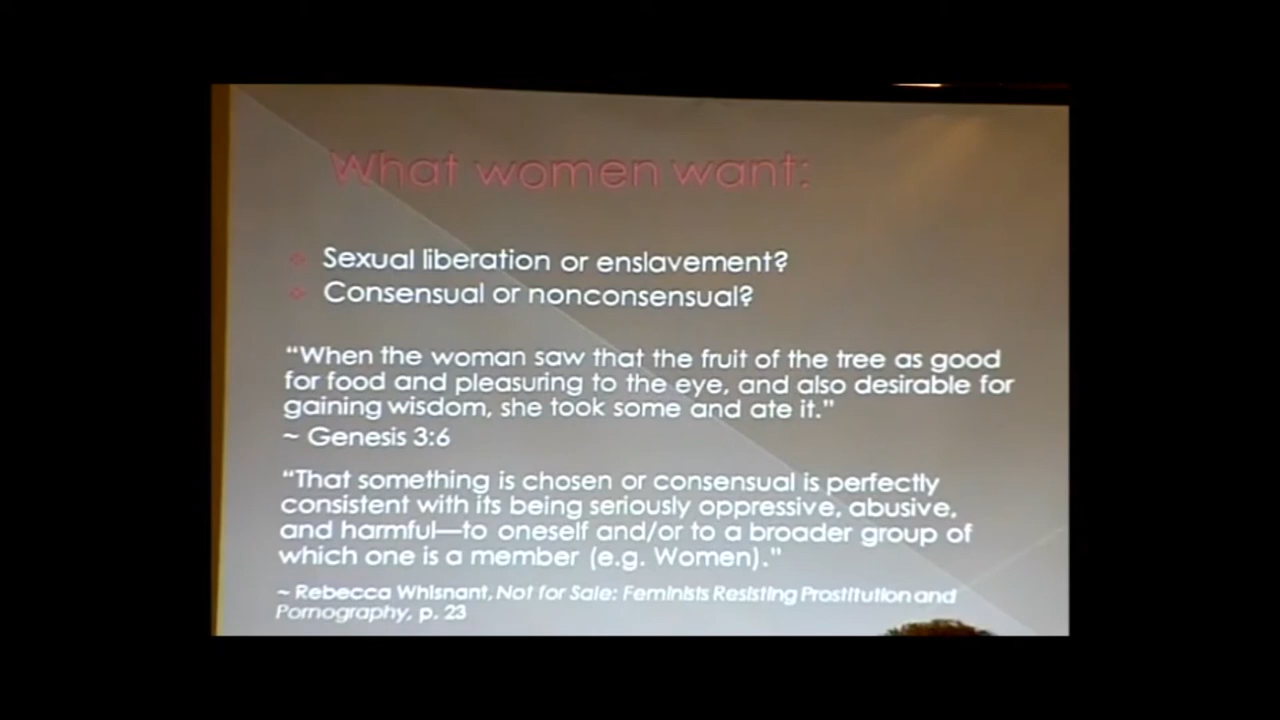 What women want:
Sexual liberation or enslavement?
Consensual or nonconsensual?
“When the woman saw that the fruit of the tree as good
for food and pleasuring to the eye, and also desirable for
gaining wisdom, she took some and ate it.”
~ Genesis 3:6
“That something is chosen or consensual is perfectly
consistent with its being seriously oppressive, abusive,
and harmful—to oneself and/or to a broader group of
which one is a member (e.g. Women).”
~ Rebecca Whisnant, Not for Sale: Feminists Resisting Prostitution and
Pornography, p. 23